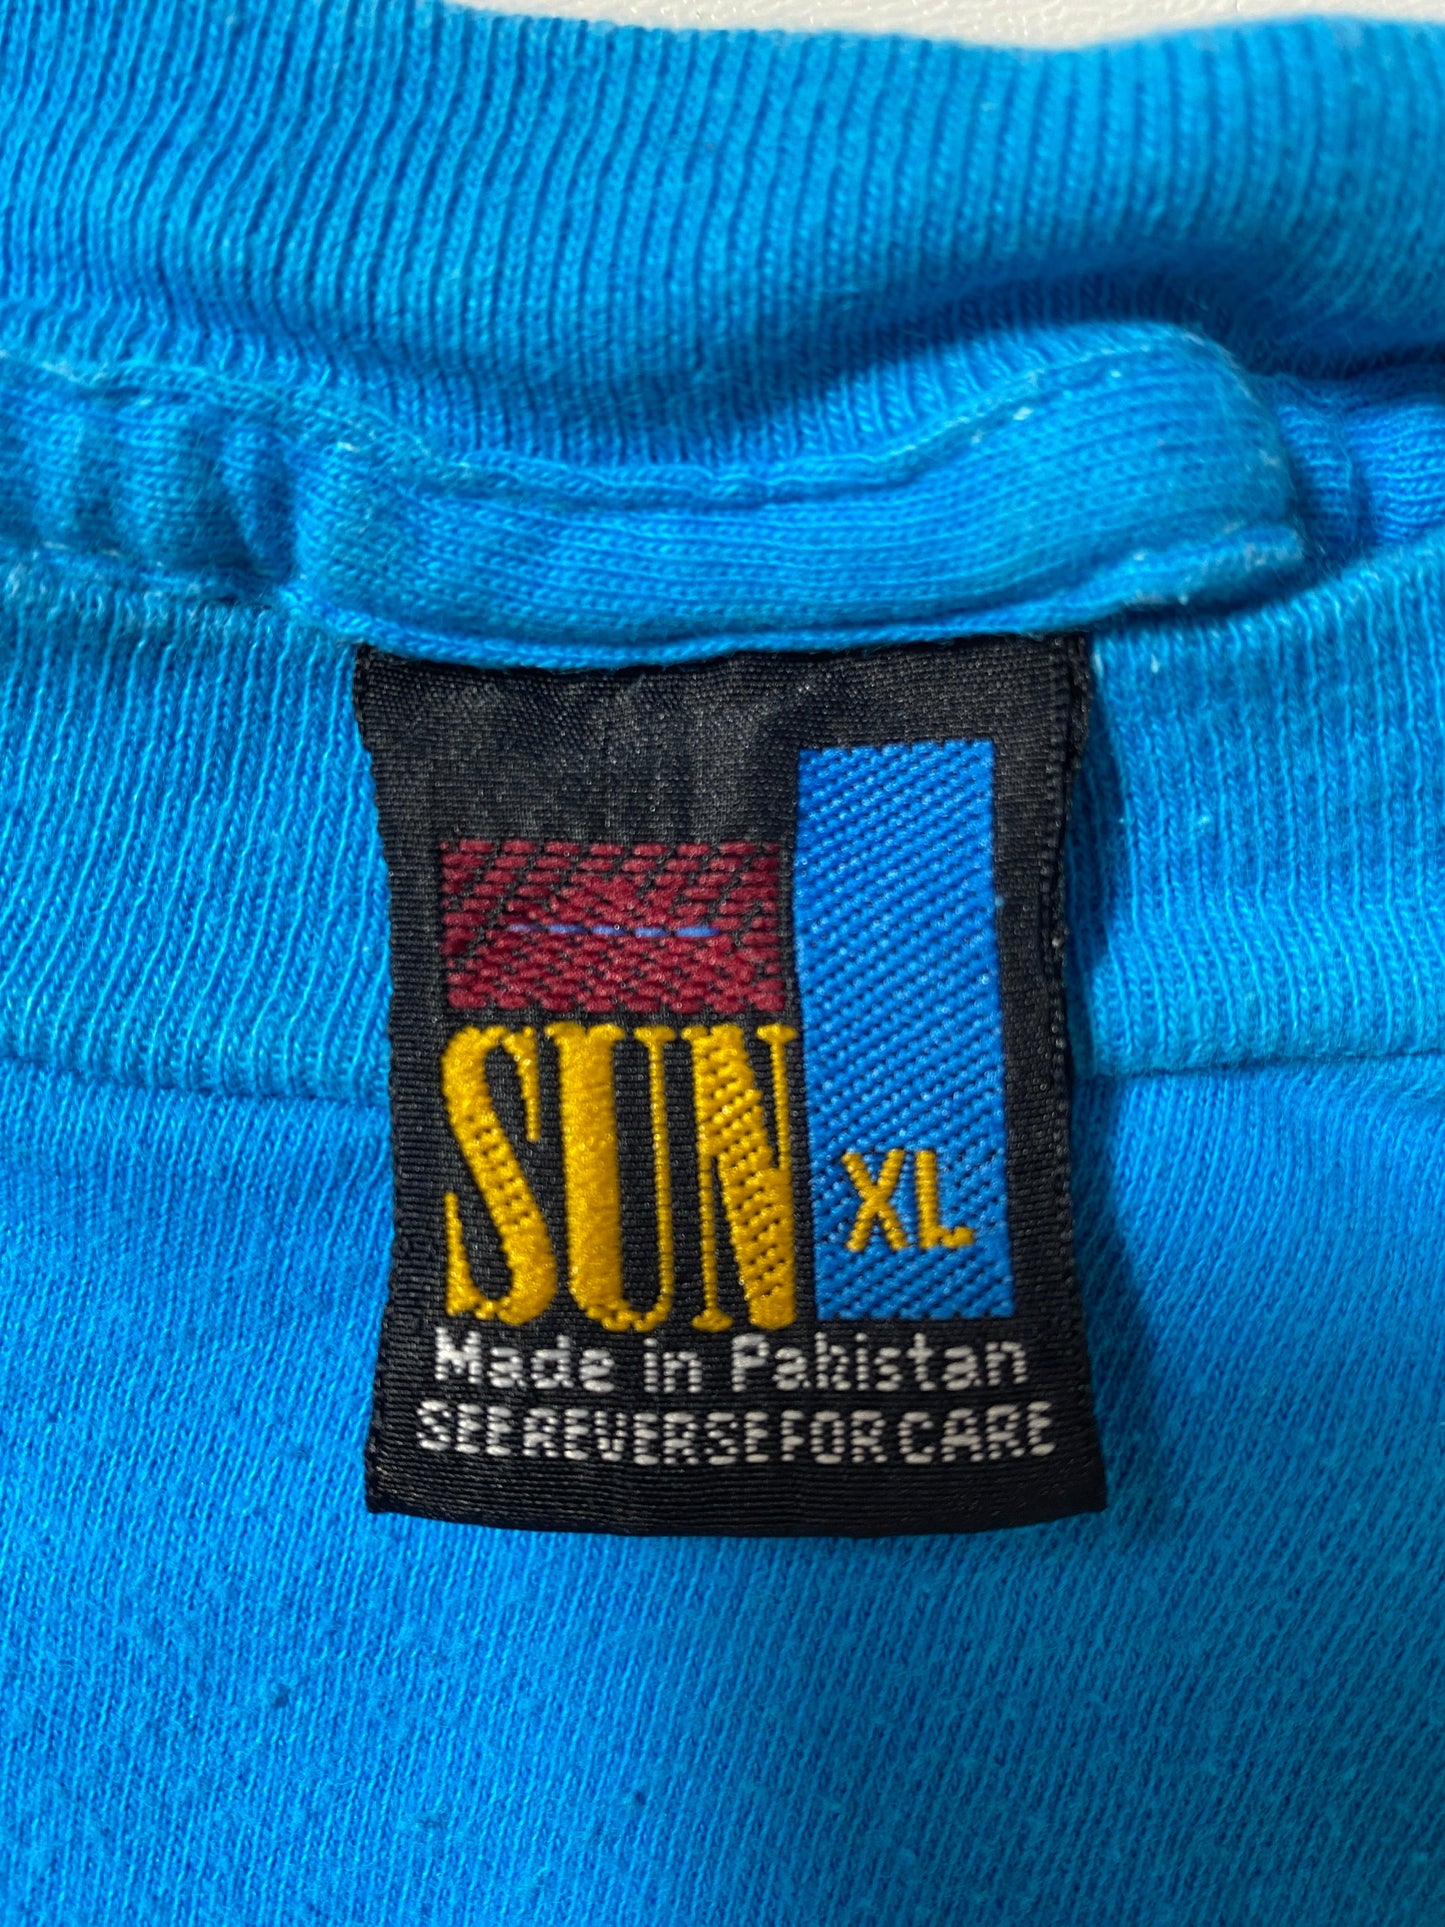 SUN
XL
Made in Pakistan
SEE REVERSE FOR CARE